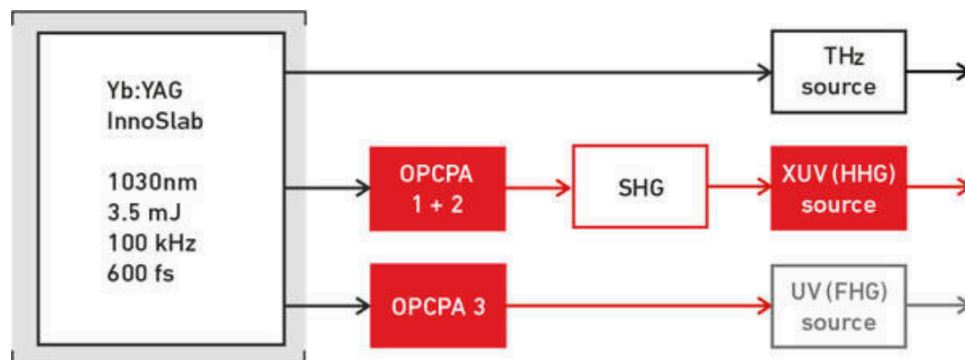 Yb:YAG
InnoSlab
1030nm
3.5 mJ
100 kHz
600 fs
THz
source
OPCPA
1 + 2
SHG
XUV (HHG)
source
OPCPA 3
UV (FHG)
source